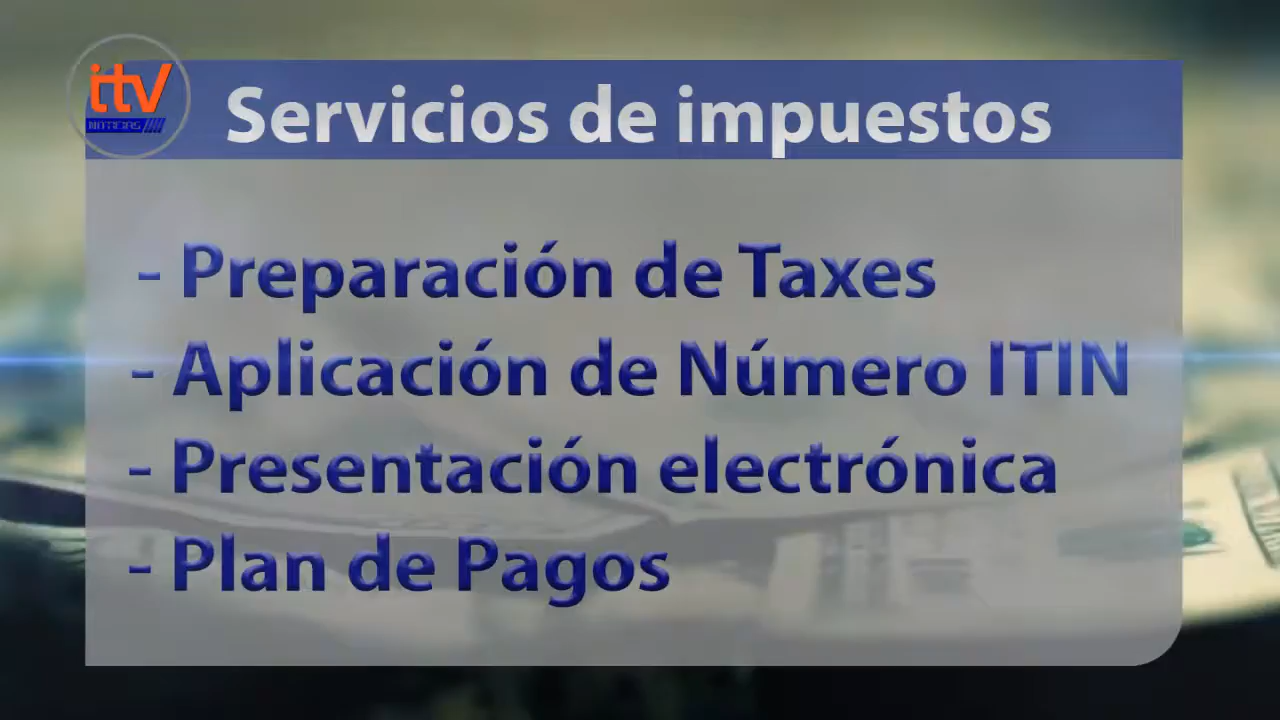 itv
NOTICIAS
Servicios de impuestos
- Preparación de Taxes
- Aplicación de Número ITIN
- Presentación electrónica
- Plan de Pagos